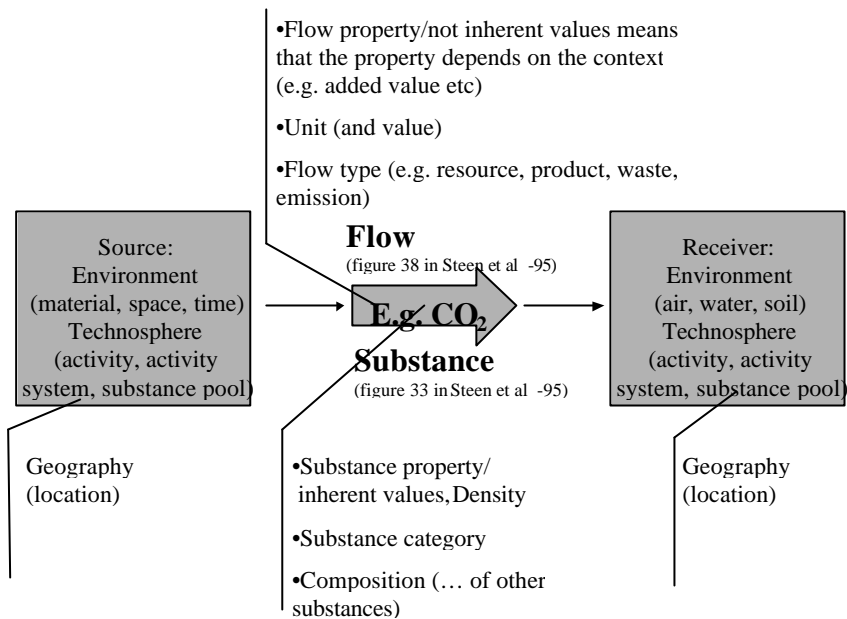 •Flow property/not inherent values means
that the property depends on the context
(e.g. added value etc)
•Unit (and value)
•Flow type (e.g. resource, product, waste,
emission)
Source:
Environment
(material, space, time)
Technosphere
(activity, activity
system, substance pool)
Flow
(figure 38 in Steen et al -95)
E.g. CO₂
Substance
(figure 33 in Steen et al -95)
Receiver:
Environment
(air, water, soil)
Technosphere
(activity, activity
system, substance pool)
Geography
(location)
•Substance property/
inherent values, Density
•Substance category
•Composition (… of other
substances)
Geography
(location)